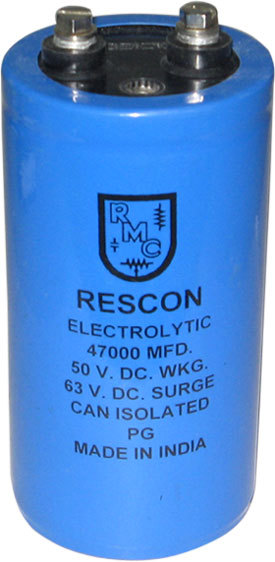 RMC
RESCON
ELECTROLYTIC
47000 MFD.
50 V. DC. WKG.
63 V. DC. SURGE
CAN ISOLATED
PG
MADE IN INDIA